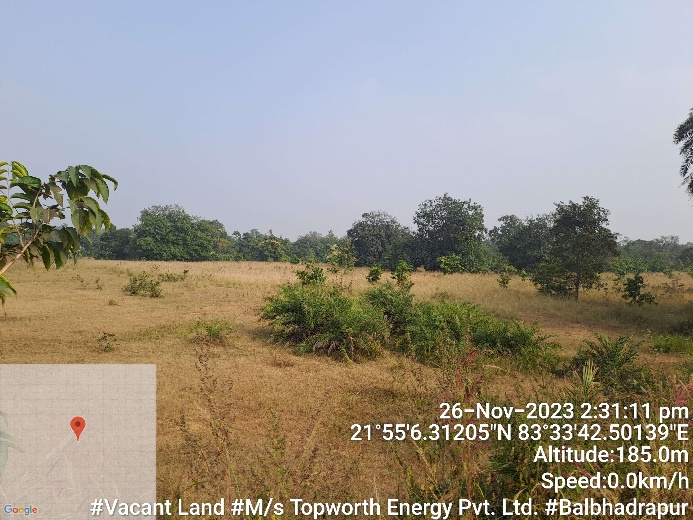 26-Nov-2023 2:31:11 pm
21°55'6.31205"N 83°33'42.50139"E
Altitude:185.0m
Speed:0.0km/h
Google
#Vacant Land #M/s Topworth Energy Pvt. Ltd. #Balbhadrapur